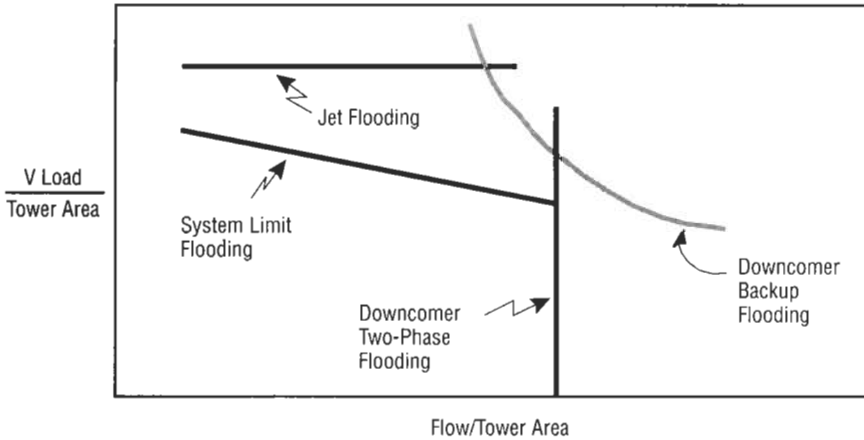 V Load
Tower Area
Jet Flooding
System Limit
Flooding
Downcomer
Two-Phase
Flooding
Downcomer
Backup
Flooding
Flow/Tower Area